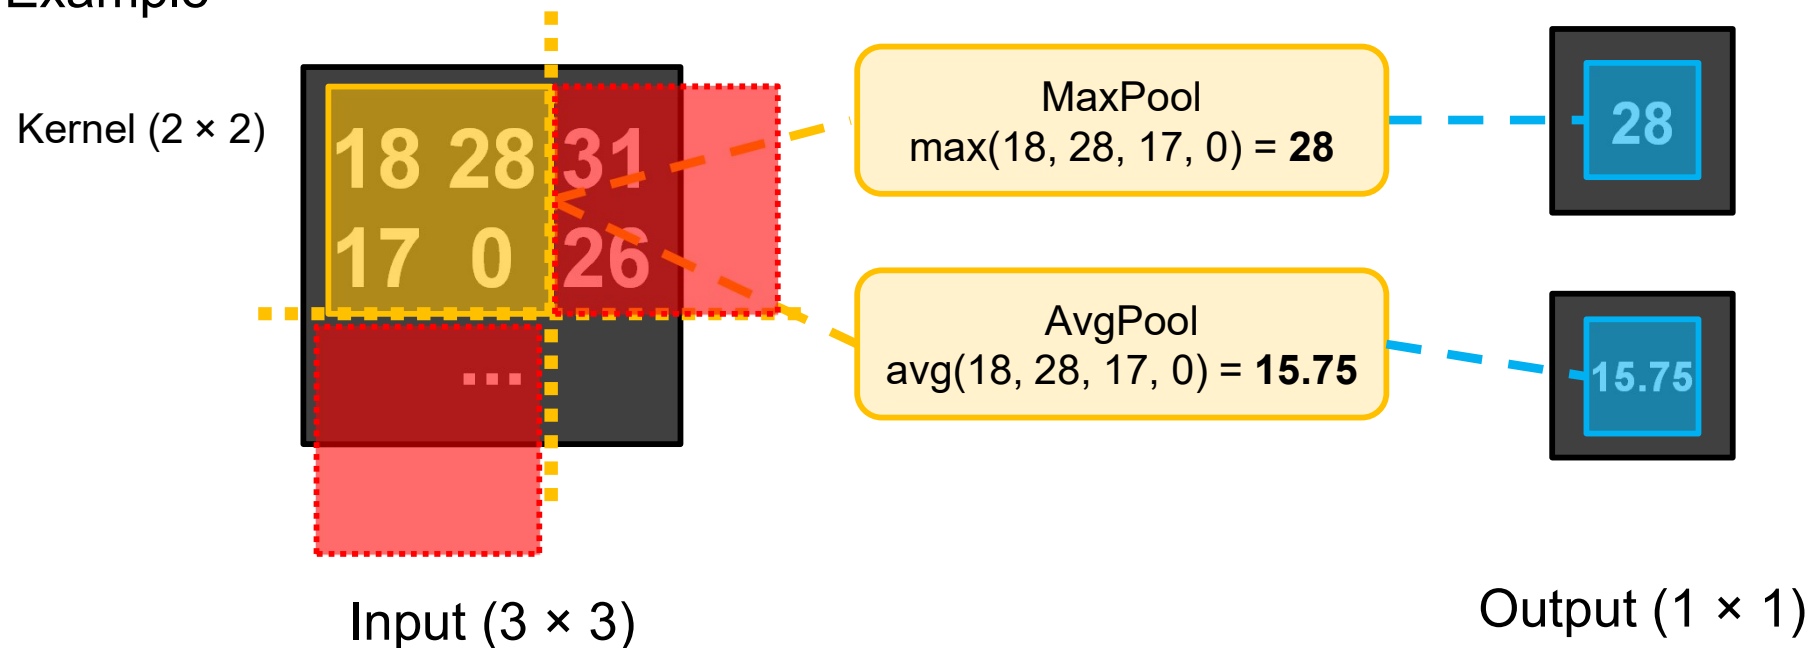 Example
Kernel (2 × 2)
18 28 31
17 0 26
...
MaxPool
max(18, 28, 17, 0) = 28
AvgPool
avg(18, 28, 17, 0) = 15.75
28
15.75
Input (3 × 3)
Output (1 × 1)